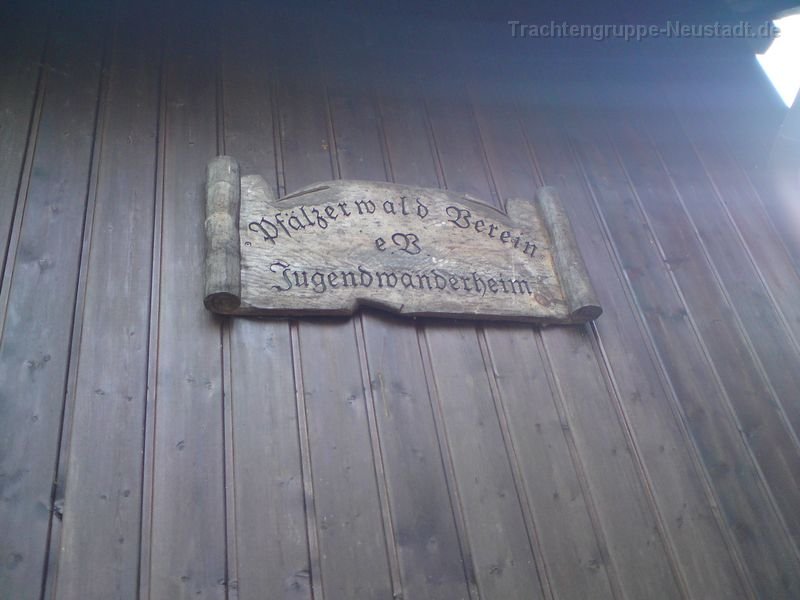 Trachtengruppe-Neustadt.de
Pfälzerwald Verein
e.V
Jugendwanderheim